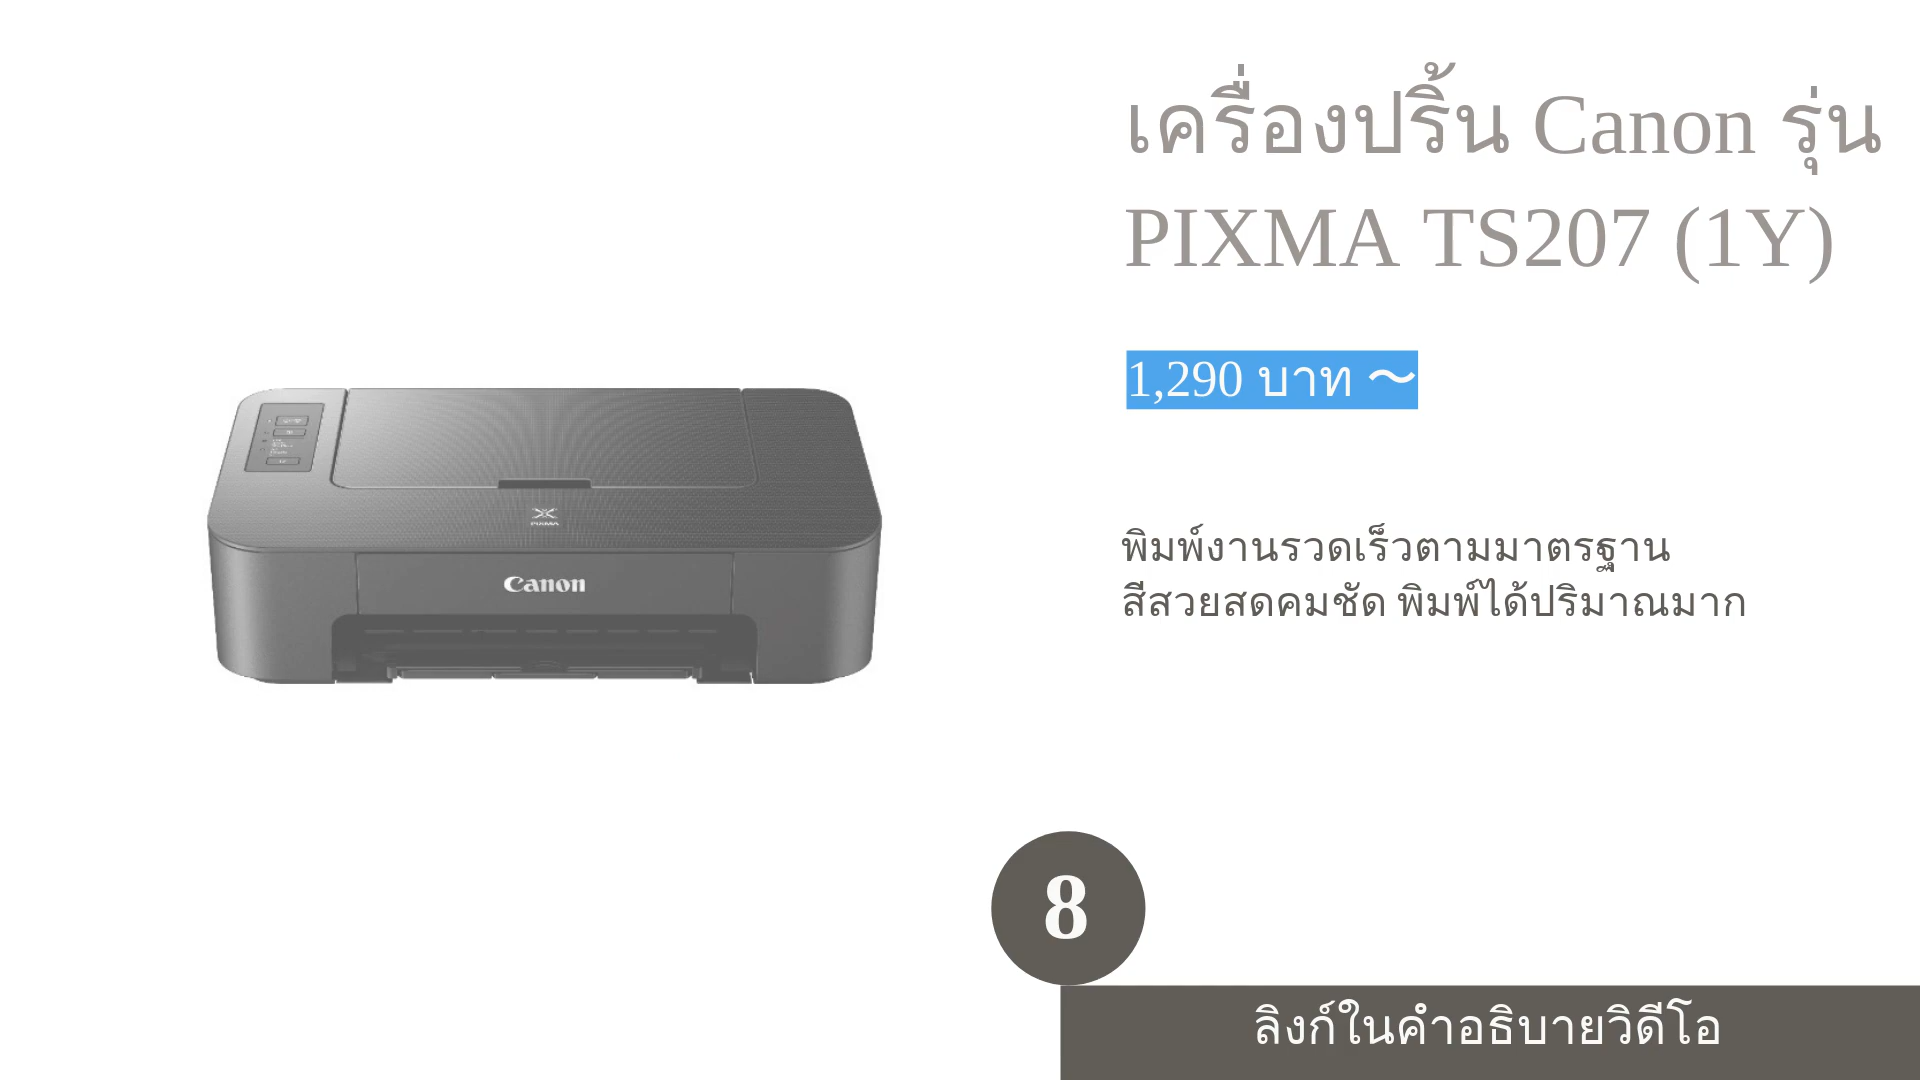 เครื่องปริ้น Canon รุ่น
PIXMA TS207 (1Y)
1,290 บาท ～
PIXMA
Canon
พิมพ์งานรวดเร็วตามมาตรฐาน
สีสวยสดคมชัด พิมพ์ได้ปริมาณมาก
8
ลิงก์ในคำอธิบายวิดีโอ